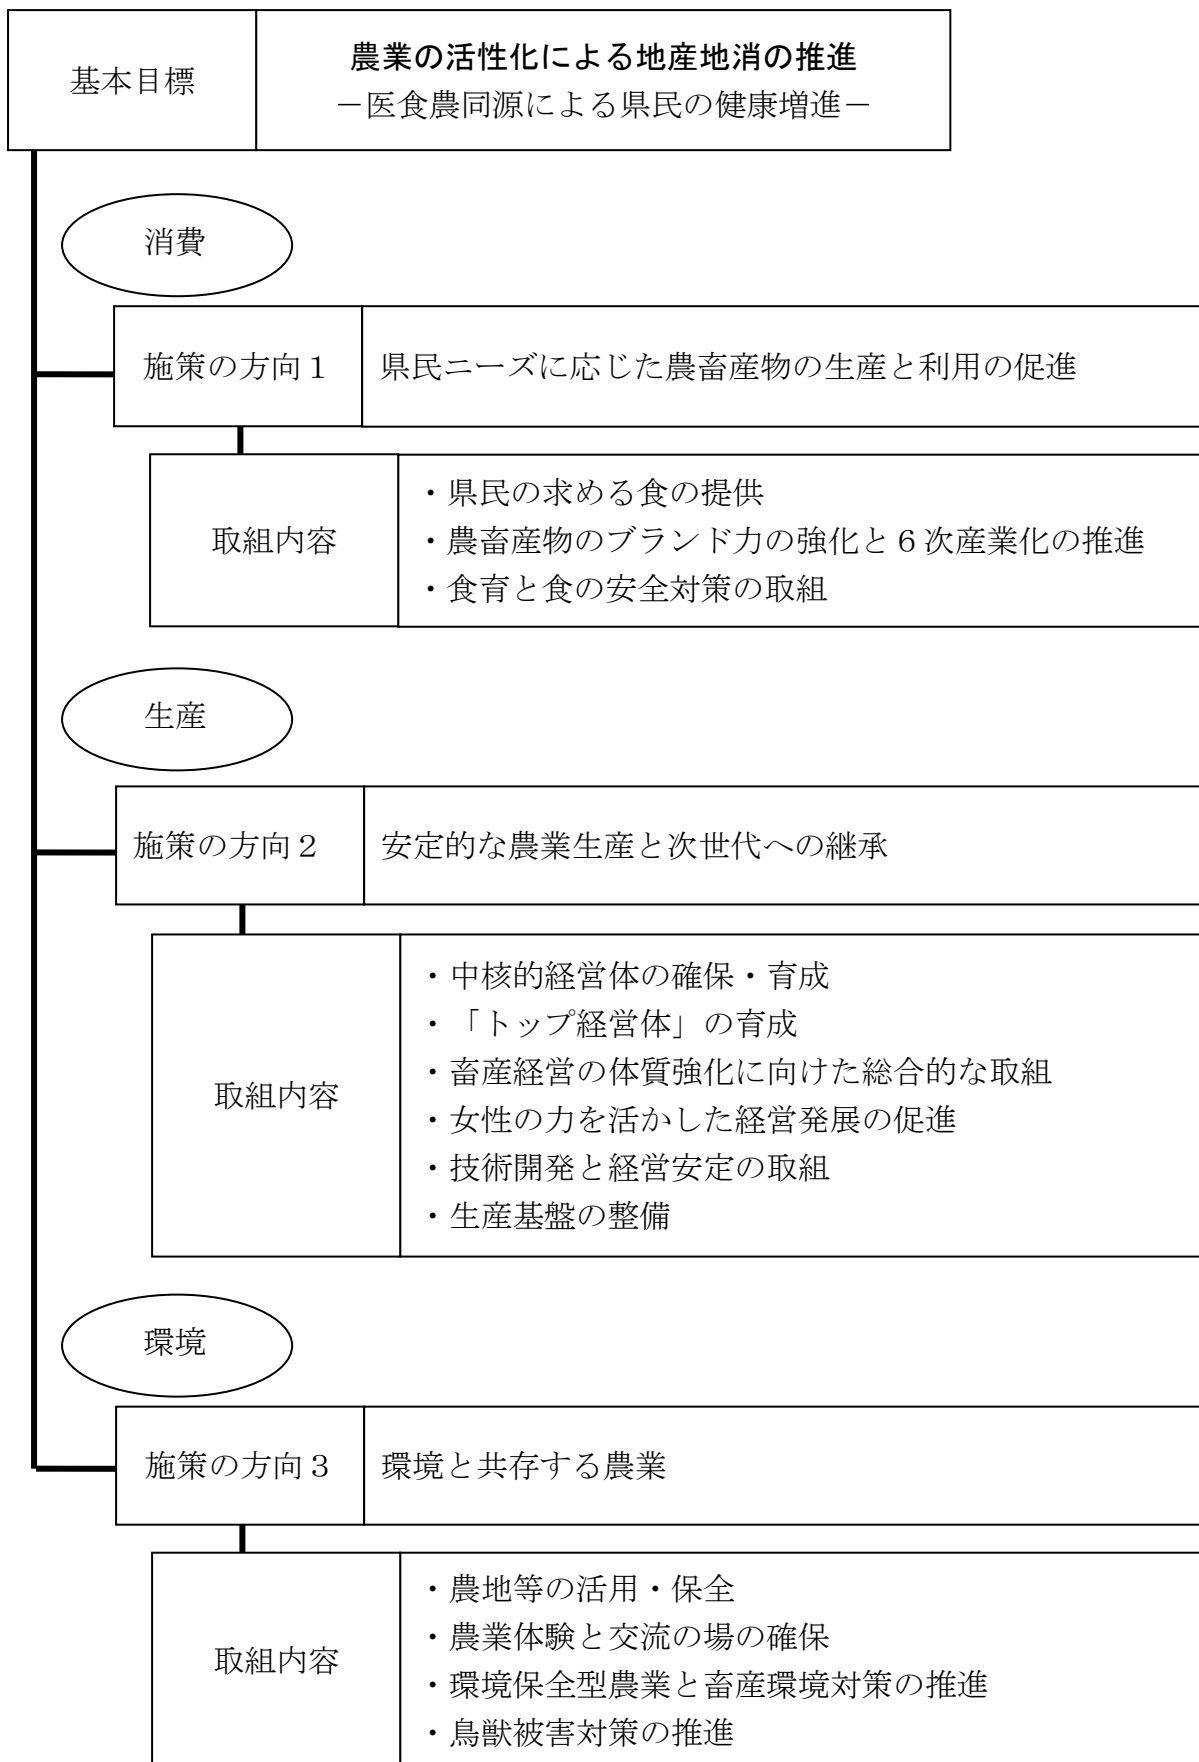 基本目標
農業の活性化による地産地消の推進
－医食農同源による県民の健康増進－
消費
施策の方向１
県民ニーズに応じた農畜産物の生産と利用の促進
取組内容
・県民の求める食の提供
・農畜産物のブランド力の強化と６次産業化の推進
・食育と食の安全対策の取組
生産
施策の方向２
安定的な農業生産と次世代への継承
取組内容
・中核的経営体の確保・育成
・「トップ経営体」の育成
・畜産経営の体質強化に向けた総合的な取組
・女性の力を活かした経営発展の促進
・技術開発と経営安定の取組
・生産基盤の整備
環境
施策の方向３
環境と共存する農業
取組内容
・農地等の活用・保全
・農業体験と交流の場の確保
・環境保全型農業と畜産環境対策の推進
・鳥獣被害対策の推進